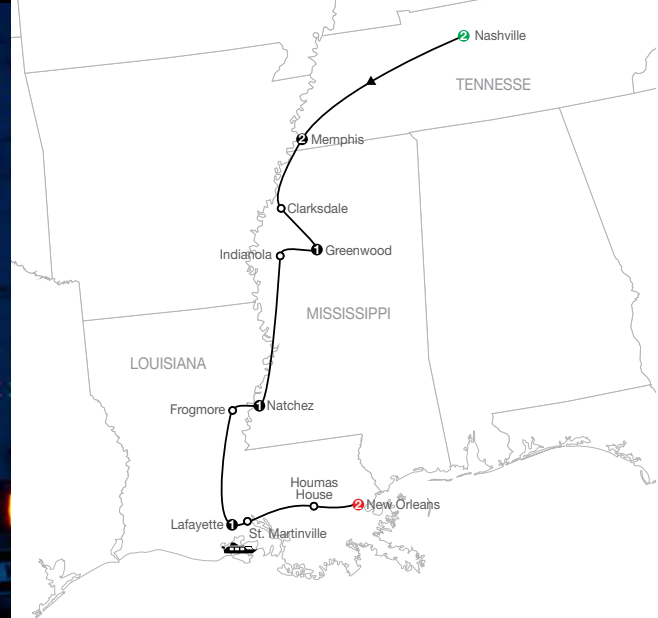 2 Nashville
TENNESSEE
2 Memphis
Clarksdale
1 Greenwood
Indianola
MISSISSIPPI
LOUISIANA
Frogmore
1 Natchez
Houmas
House
2 New Orleans
Lafayette 1
St. Martinville